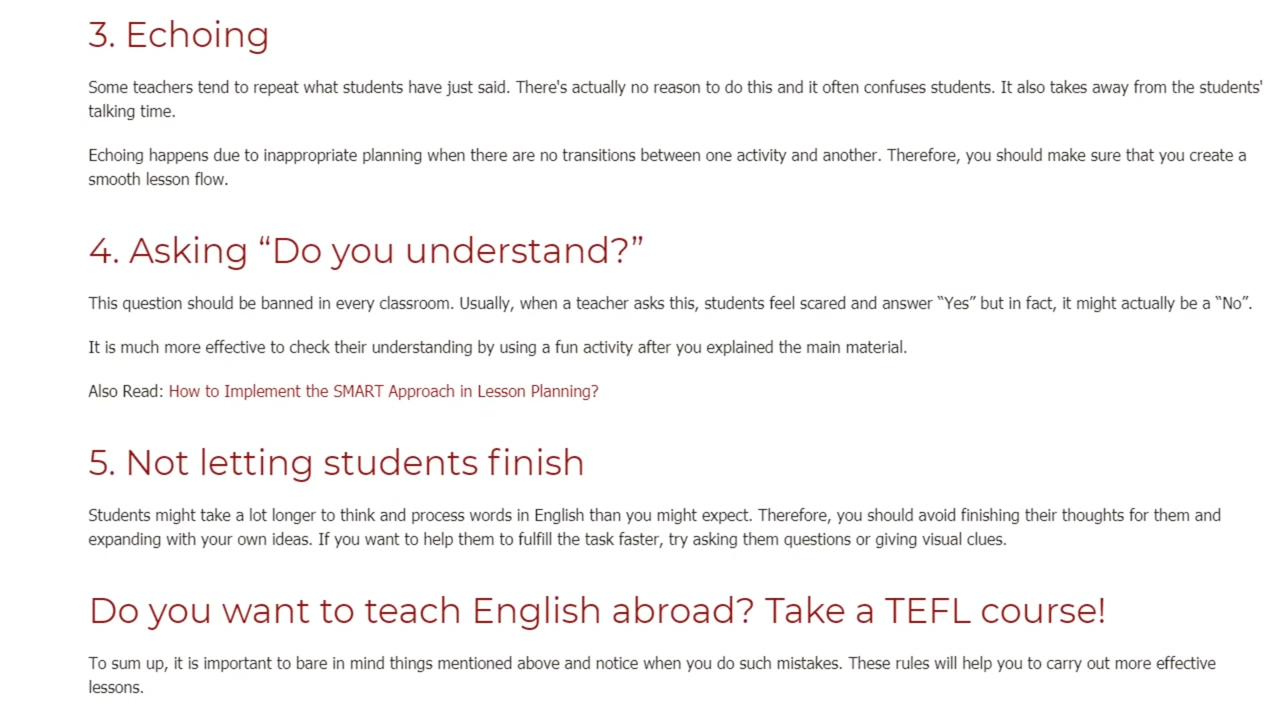 3. Echoing
Some teachers tend to repeat what students have just said. There's actually no reason to do this and it often confuses students. It also takes away from the students'
talking time.
Echoing happens due to inappropriate planning when there are no transitions between one activity and another. Therefore, you should make sure that you create a
smooth lesson flow.
4. Asking “Do you understand?”
This question should be banned in every classroom. Usually, when a teacher asks this, students feel scared and answer “Yes” but in fact, it might actually be a “No”.
It is much more effective to check their understanding by using a fun activity after you explained the main material.
Also Read: How to Implement the SMART Approach in Lesson Planning?
5. Not letting students finish
Students might take a lot longer to think and process words in English than you might expect. Therefore, you should avoid finishing their thoughts for them and
expanding with your own ideas. If you want to help them to fulfill the task faster, try asking them questions or giving visual clues.
Do you want to teach English abroad? Take a TEFL course!
To sum up, it is important to bare in mind things mentioned above and notice when you do such mistakes. These rules will help you to carry out more effective
lessons.